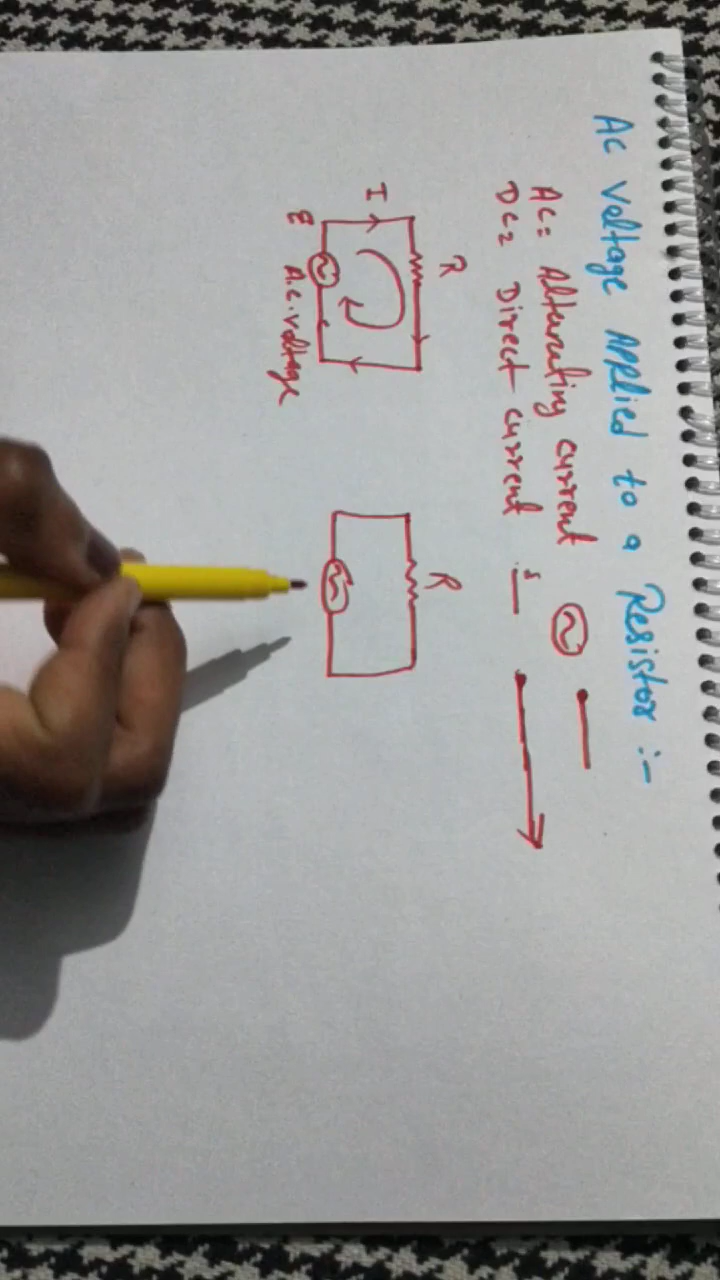 Ac voltage Applied to a Resistor :-
AC = Alternating current
DC = Direct current
R
I
E
A.c. voltage
R